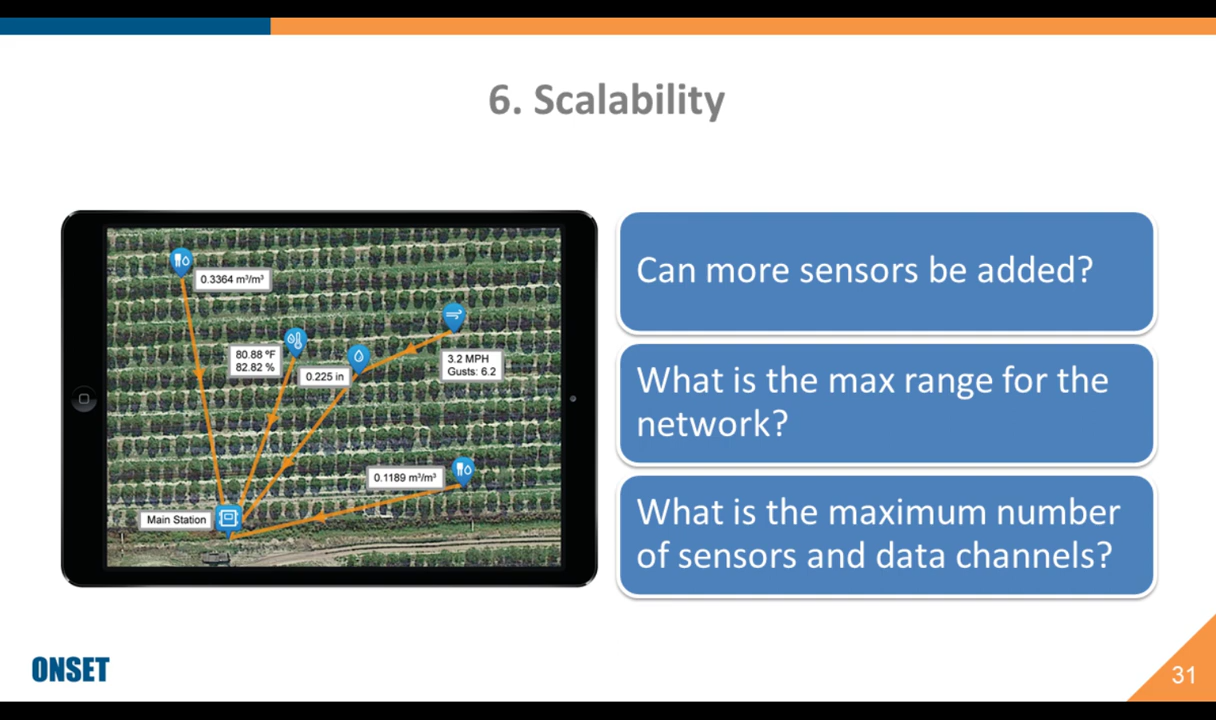 6. Scalability
0.3364 m³/m³
80.88 ºF
82.82 %
0.225 in
3.2 MPH
Gusts: 6.2
0.1189 m³/m³
Main Station
Can more sensors be added?
What is the max range for the
network?
What is the maximum number
of sensors and data channels?
ONSET
31